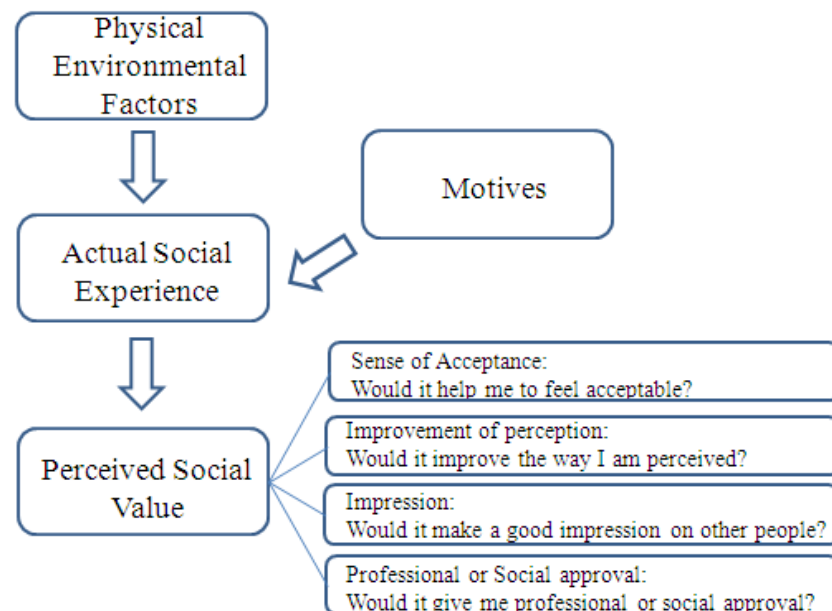 Physical
Environmental
Factors
Motives
Actual Social
Experience
Sense of Acceptance:
Would it help me to feel acceptable?
Improvement of perception:
Would it improve the way I am perceived?
Perceived Social
Value
Impression:
Would it make a good impression on other people?
Professional or Social approval:
Would it give me professional or social approval?